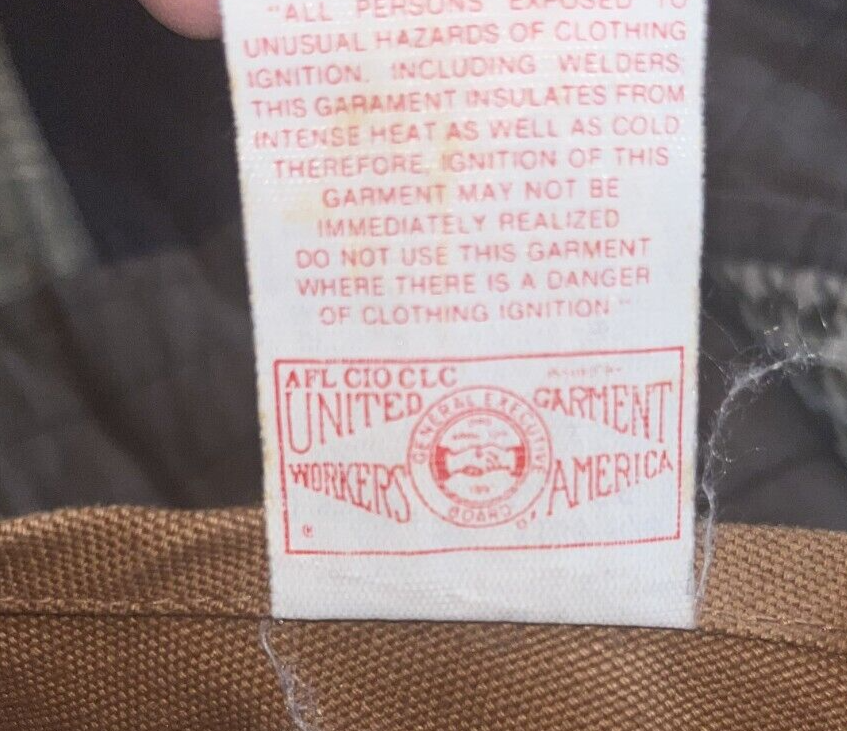 "ALL PERSONS EXPOSED TO
UNUSUAL HAZARDS OF CLOTHING
IGNITION. INCLUDING WELDERS
THIS GARAMENT INSULATES FROM
INTENSE HEAT AS WELL AS COLD
THEREFORE, IGNITION OF THIS
GARMENT MAY NOT BE
IMMEDIATELY REALIZED
DO NOT USE THIS GARMENT
WHERE THERE IS A DANGER
OF CLOTHING IGNITION"
AFL CIO CLC
UNITED GARMENT
WORKERS OF AMERICA
GENERAL EXECUTIVE
BOARD